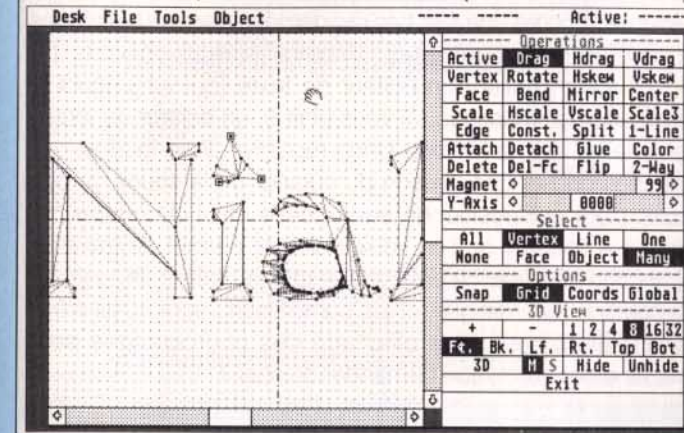 Desk File Tools Object ----- ----- Active: -----
Operations
Active Drag Hdrag Vdrag
Vertex Rotate Hskew Vskew
Face Bend Mirror Center
Scale Hscale Vscale Scale3
Edge Const. Split 1-Line
Attach Detach Glue Color
Delete Del-Fc Flip 2-Way
Magnet 99
Y-Axis 0000
Select
All Vertex Line One
None Face Object Many
Options
Snap Grid Coords Global
3D View
+ - 1 2 4 8 16 32
Ft. Bk. Lf. Rt. Top Bot
3D M S Hide Unhide
Exit
Nia